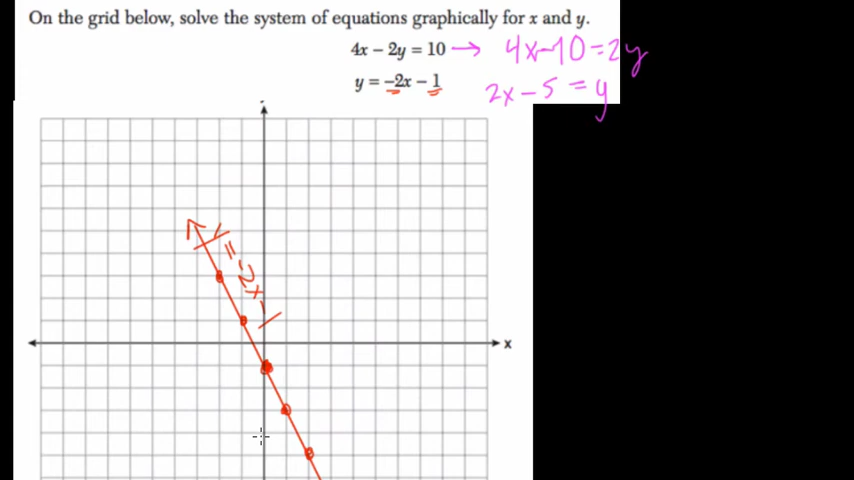 On the grid below, solve the system of equations graphically for x and y.
4x − 2y = 10 → 4x−10=2y
y = −2x − 1
2x−5 = y
y=-2x-1
x